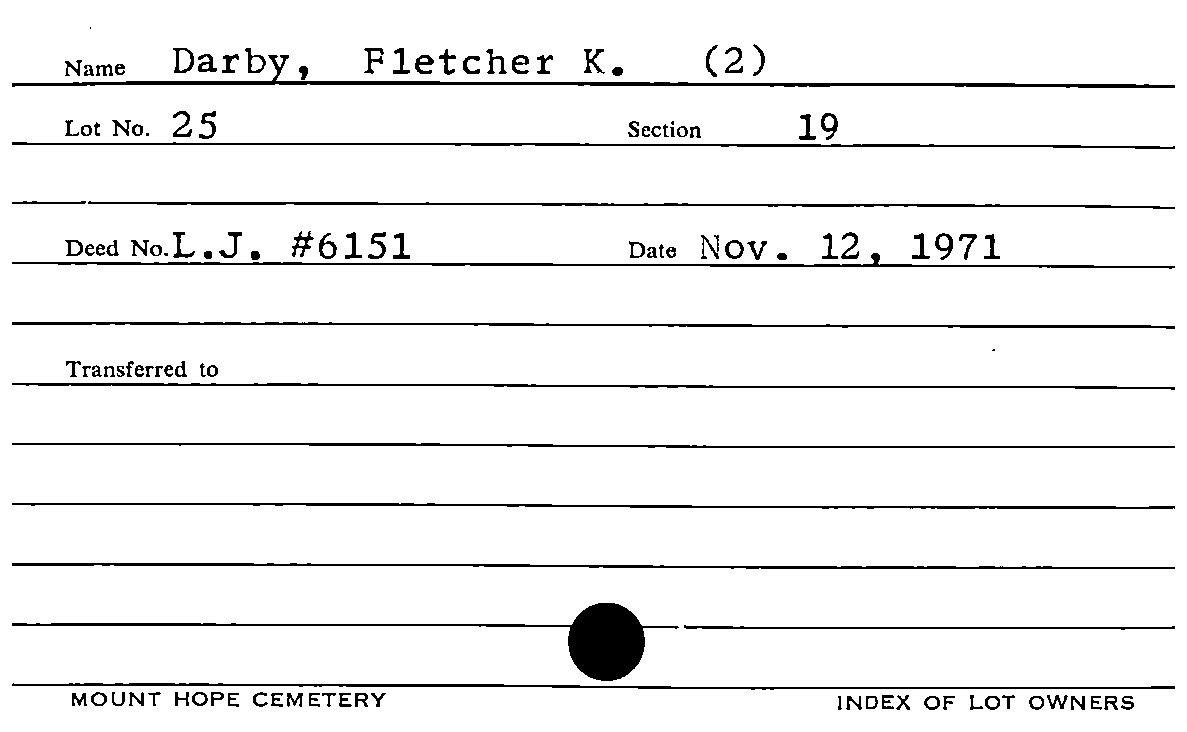 Name Darby, Fletcher K. (2)
Lot No. 25 Section 19
Deed No. L.J. #6151 Date Nov. 12, 1971
Transferred to
MOUNT HOPE CEMETERY INDEX OF LOT OWNERS